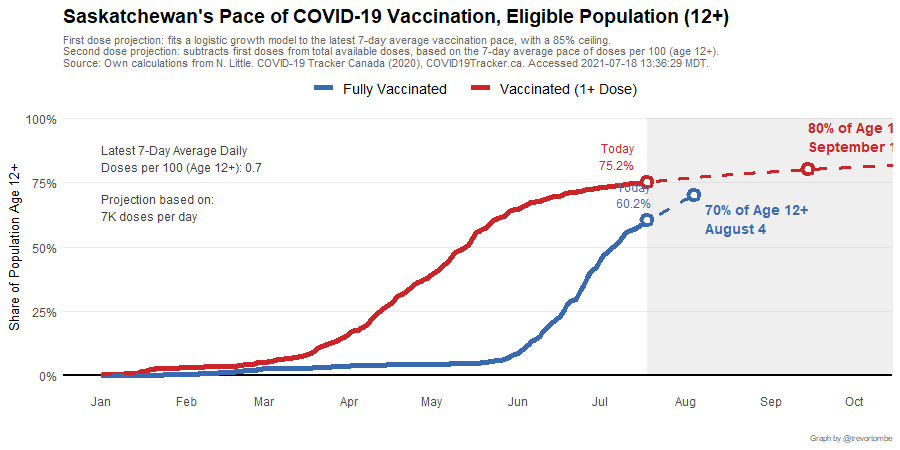 Saskatchewan's Pace of COVID-19 Vaccination, Eligible Population (12+)
First dose projection: fits a logistic growth model to the latest 7-day average vaccination pace, with a 85% ceiling.
Second dose projection: subtracts first doses from total available doses, based on the 7-day average pace of doses per 100 (age 12+).
Source: Own calculations from N. Little. COVID-19 Tracker Canada (2020), COVID19Tracker.ca. Accessed 2021-07-18 13:36:29 MDT.
Fully Vaccinated
Vaccinated (1+ Dose)
100%
75%
50%
25%
0%
Share of Population Age 12+
Latest 7-Day Average Daily
Doses per 100 (Age 12+): 0.7
Projection based on:
7K doses per day
Today
75.2%
Today
60.2%
80% of Age 1
September 1
70% of Age 12+
August 4
Jan
Feb
Mar
Apr
May
Jun
Jul
Aug
Sep
Oct
Graph by @trevortombe